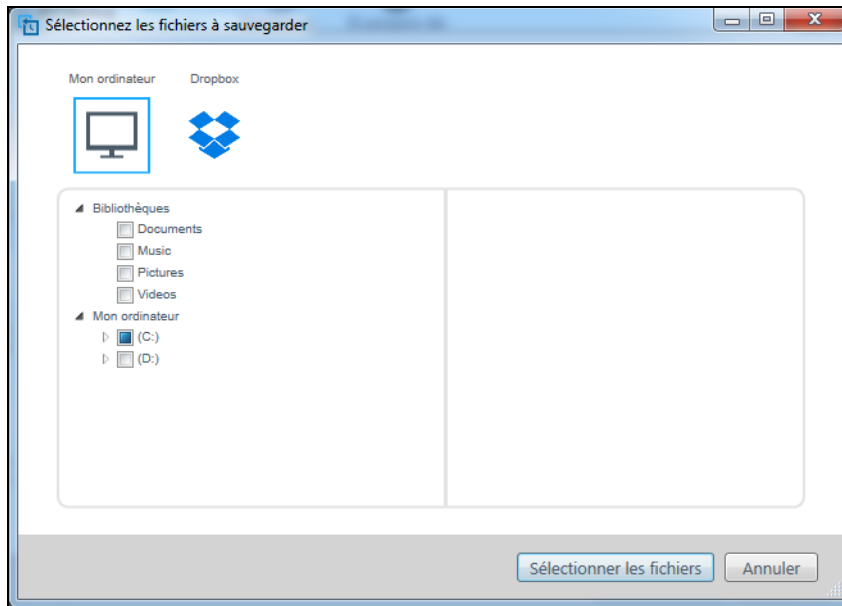 Sélectionnez les fichiers à sauvegarder
Mon ordinateur Dropbox
Bibliothèques
Documents
Music
Pictures
Videos
Mon ordinateur
(C:)
(D:)
Sélectionner les fichiers Annuler